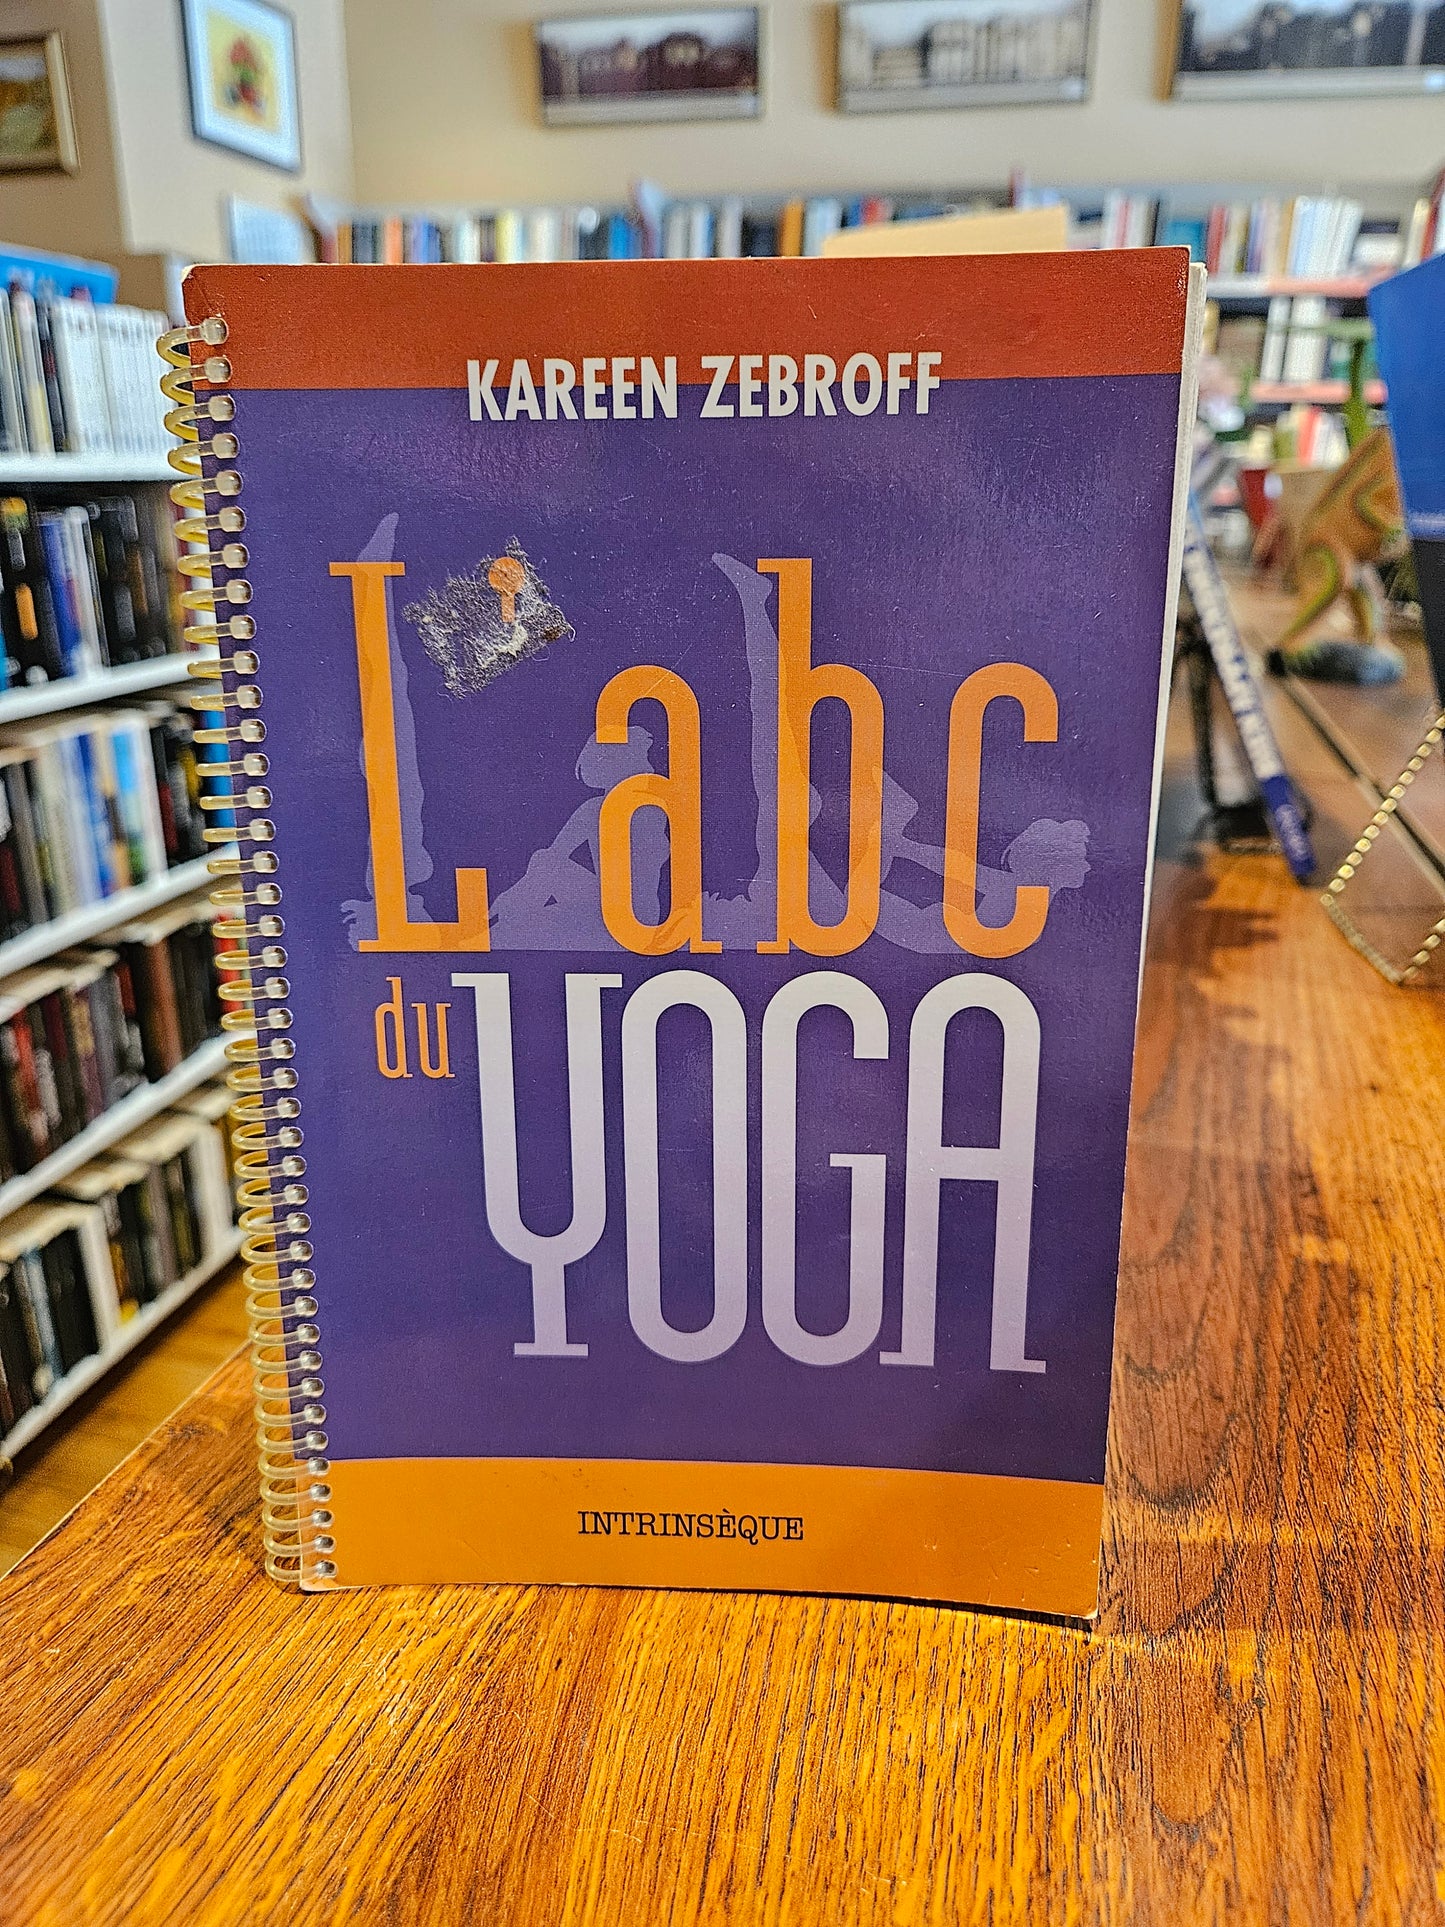 KAREEN ZEBROFF
L'abc
du YOGA
INTRINSÈQUE